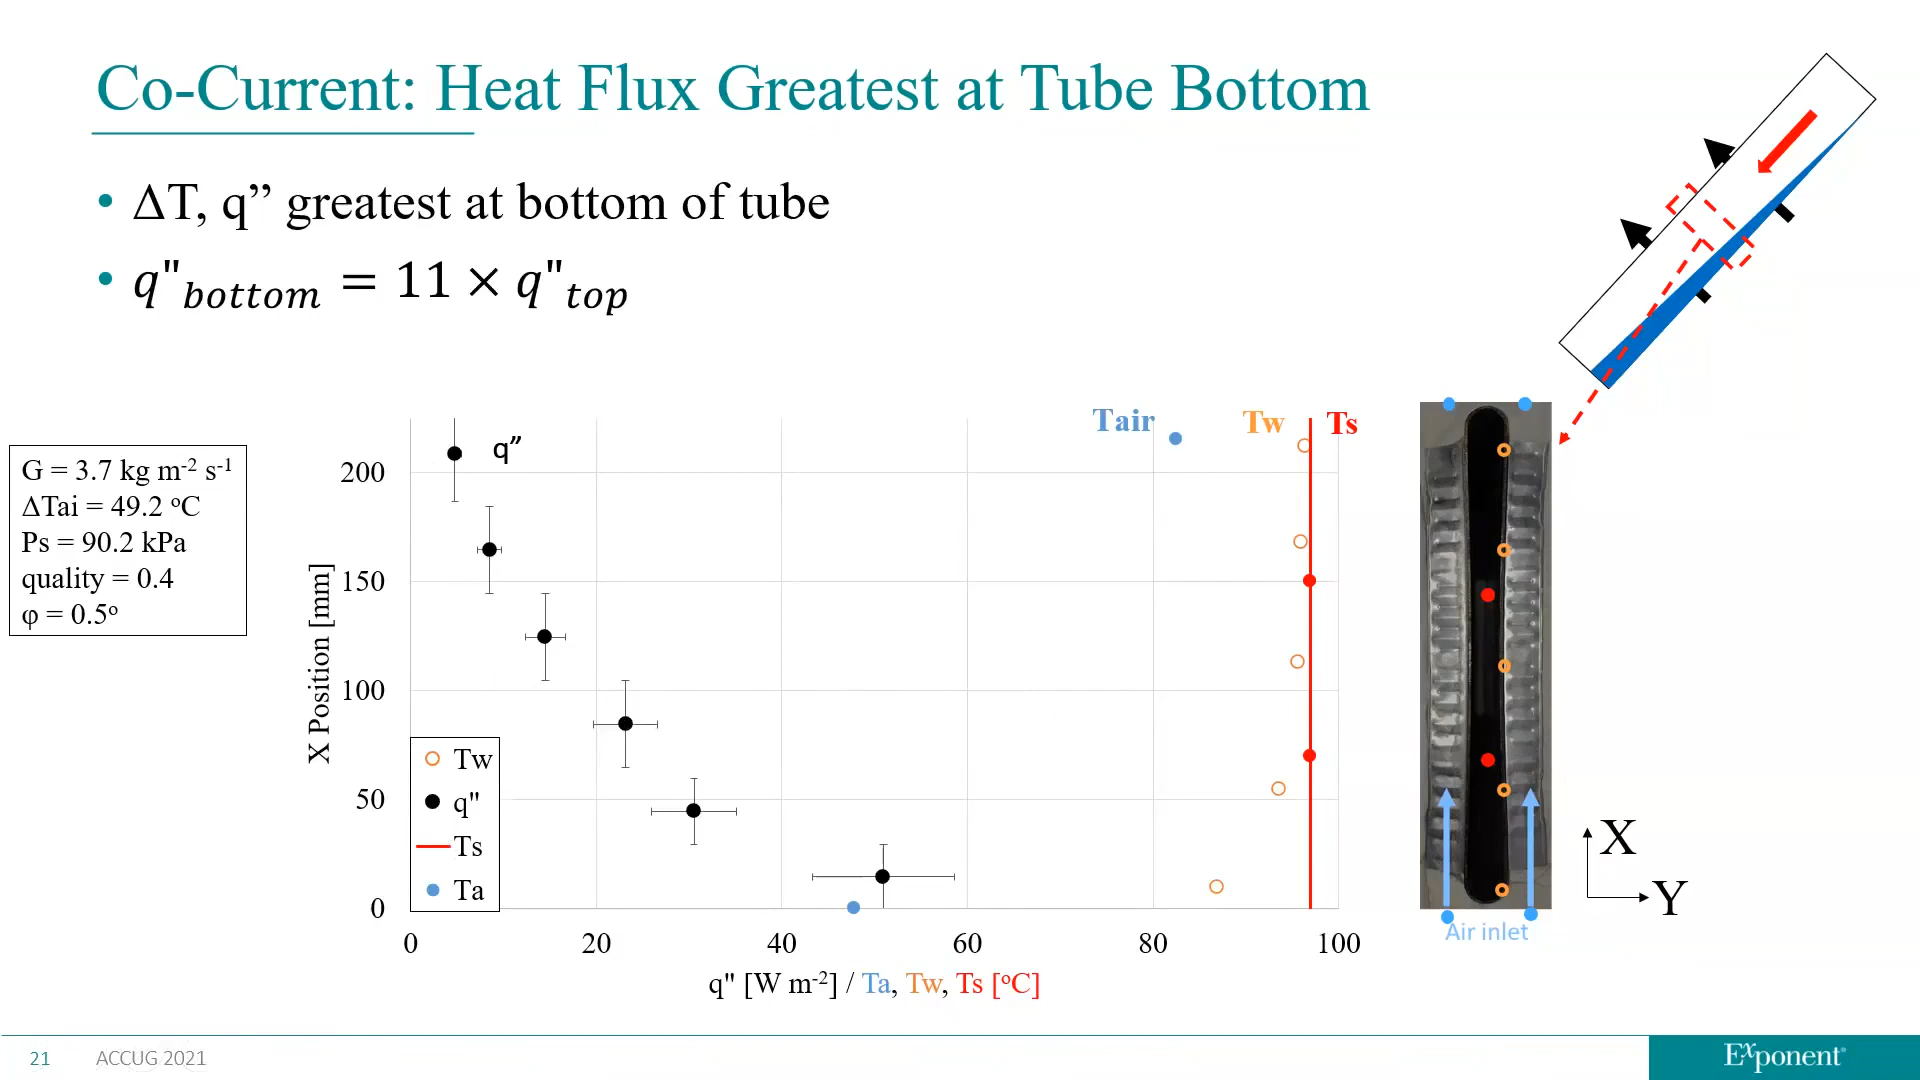 Co-Current: Heat Flux Greatest at Tube Bottom
• ΔT, q” greatest at bottom of tube
• q"bottom = 11 × q"top
G = 3.7 kg m-2 s-1
ΔTai = 49.2 oC
Ps = 90.2 kPa
quality = 0.4
φ = 0.5o
Tair Tw Ts
q”
200
150
100
50
0
X Position [mm]
Tw
q"
Ts
Ta
0 20 40 60 80 100
q" [W m-2] / Ta, Tw, Ts [oC]
Air inlet
X
Y
21 ACCUG 2021
Exponent®